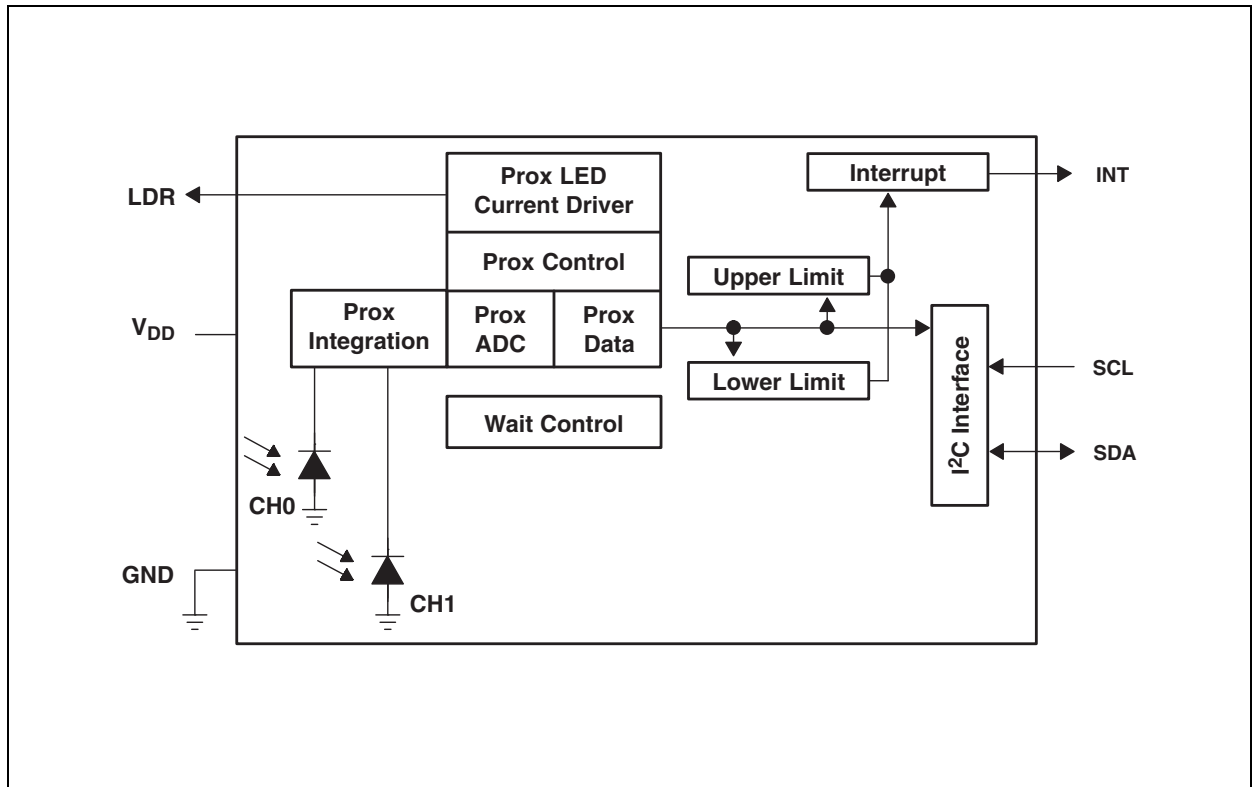 LDR
V_DD
GND
Prox LED
Current Driver
Prox Control
Prox
Integration
Prox
ADC
Prox
Data
Wait Control
CH0
CH1
Interrupt
Upper Limit
Lower Limit
I²C Interface
INT
SCL
SDA